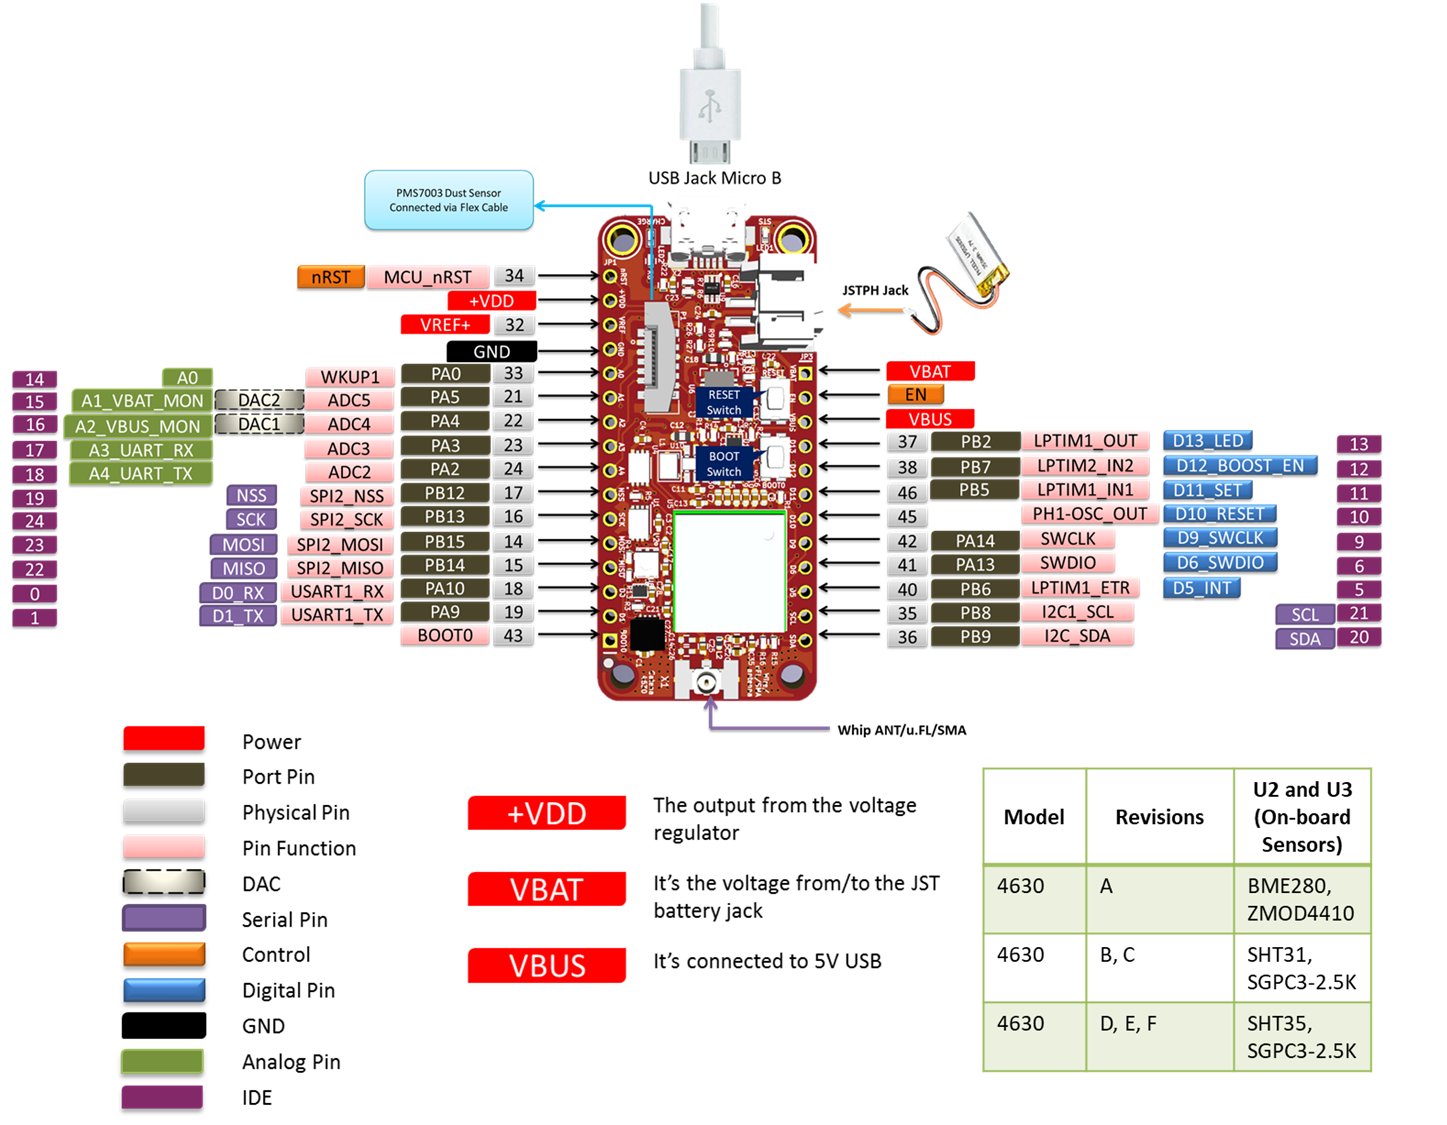 USB Jack Micro B
PMS7003 Dust Sensor
Connected via Flex Cable
JSTPH Jack
nRST MCU_nRST 34
+VDD
VREF+ 32
GND
14 A0 WKUP1 PA0 33
15 A1_VBAT_MON DAC2 ADC5 PA5 21
16 A2_VBUS_MON DAC1 ADC4 PA4 22
17 A3_UART_RX ADC3 PA3 23
18 A4_UART_TX ADC2 PA2 24
19 NSS SPI2_NSS PB12 17
24 SCK SPI2_SCK PB13 16
23 MOSI SPI2_MOSI PB15 14
22 MISO SPI2_MISO PB14 15
0 D0_RX USART1_RX PA10 18
1 D1_TX USART1_TX PA9 19
BOOT0 43
CHARGE
STS
JP1
nRST
+VDD
VREF
GND
JP3
RESET
Switch
BOOT
Switch
BOOT0
VBAT
EN
VBUS
37 PB2 LPTIM1_OUT D13_LED 13
38 PB7 LPTIM2_IN2 D12_BOOST_EN 12
46 PB5 LPTIM1_IN1 D11_SET 11
45 PH1-OSC_OUT D10_RESET 10
42 PA14 SWCLK D9_SWCLK 9
41 PA13 SWDIO D6_SWDIO 6
40 PB6 LPTIM1_ETR D5_INT 5
35 PB8 I2C1_SCL SCL 21
36 PB9 I2C_SDA SDA 20
Whip ANT/u.FL/SMA
Power
Port Pin
Physical Pin
Pin Function
DAC
Serial Pin
Control
Digital Pin
GND
Analog Pin
IDE
+VDD The output from the voltage
regulator
VBAT It's the voltage from/to the JST
battery jack
VBUS It's connected to 5V USB
Model Revisions U2 and U3
(On-board
Sensors)
4630 A BME280,
ZMOD4410
4630 B, C SHT31,
SGPC3-2.5K
4630 D, E, F SHT35,
SGPC3-2.5K